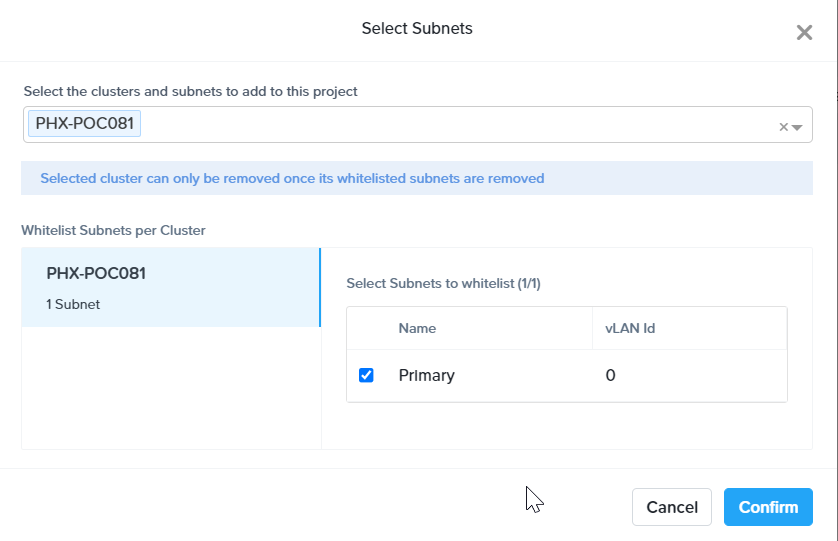 Select Subnets
Select the clusters and subnets to add to this project
PHX-POC081
Selected cluster can only be removed once its whitelisted subnets are removed
Whitelist Subnets per Cluster
PHX-POC081
1 Subnet
Select Subnets to whitelist (1/1)
Name vLAN Id
Primary 0
Cancel Confirm